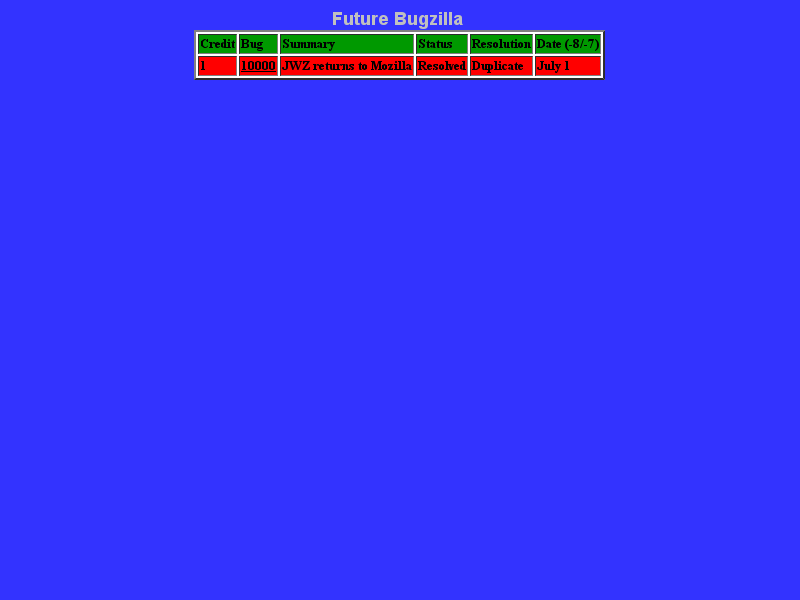 Future Bugzilla
Credit Bug Summary Status Resolution Date (-8/-7)
1 10000 JWZ returns to Mozilla Resolved Duplicate July 1